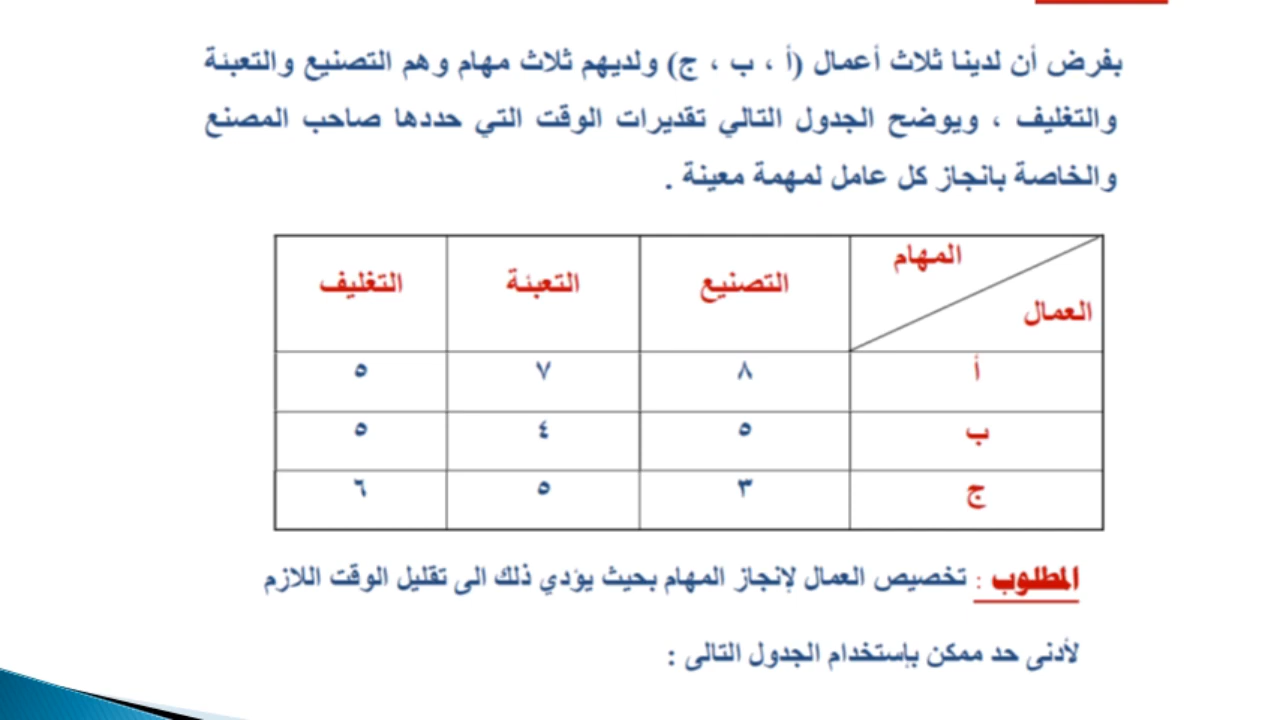 بفرض أن لدينا ثلاث أعمال (أ ، ب ، ج) ولديهم ثلاث مهام وهم التصنيع والتعبئة
والتغليف ، ويوضح الجدول التالي تقديرات الوقت التي حددها صاحب المصنع
والخاصة بانجاز كل عامل لمهمة معينة .
المهام
العمال
التصنيع
التعبئة
التغليف
أ ٨ ٧ ٥
ب ٥ ٤ ٥
ج ٣ ٥ ٦
المطلوب : تخصيص العمال لإنجاز المهام بحيث يؤدي ذلك الى تقليل الوقت اللازم
لأدنى حد ممكن بإستخدام الجدول التالى :